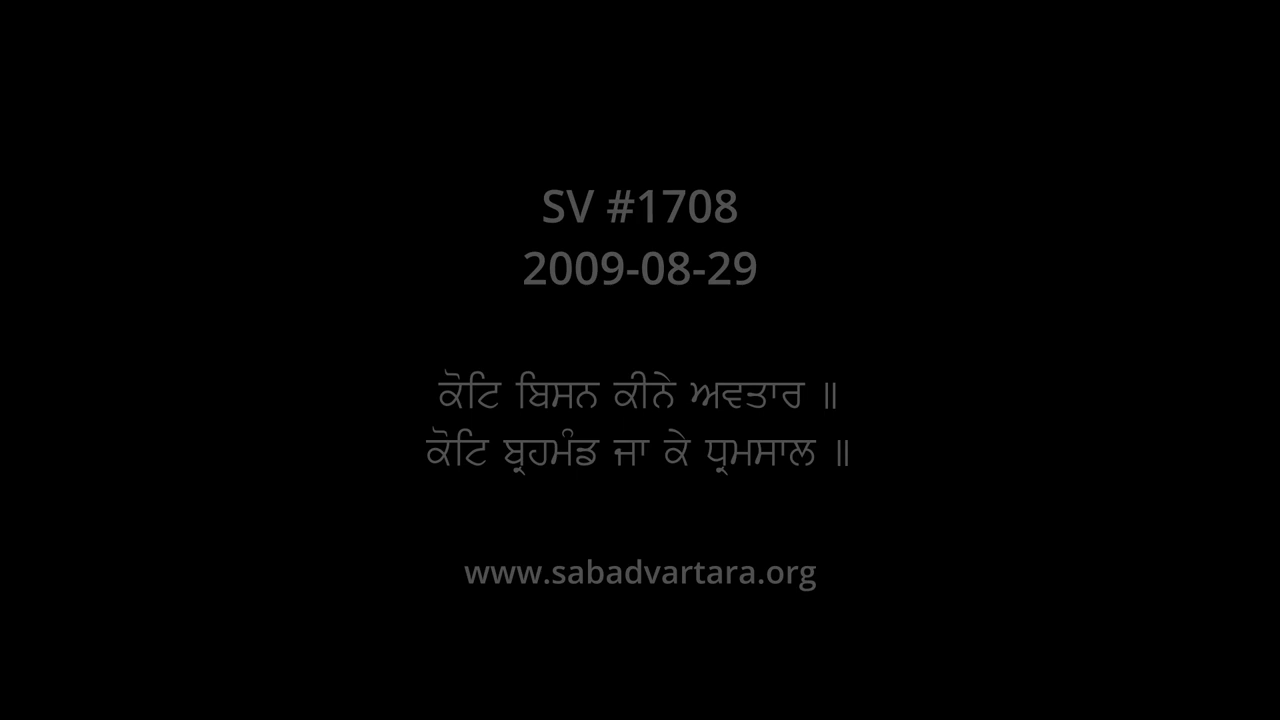 SV #1708
2009-08-29
ਕੋਟਿ ਬਿਸਨ ਕੀਨੇ ਅਵਤਾਰ ॥
ਕੋਟਿ ਬ੍ਰਹਮੰਡ ਜਾ ਕੇ ਧ੍ਰਮਸਾਲ ॥
www.sabadvartara.org